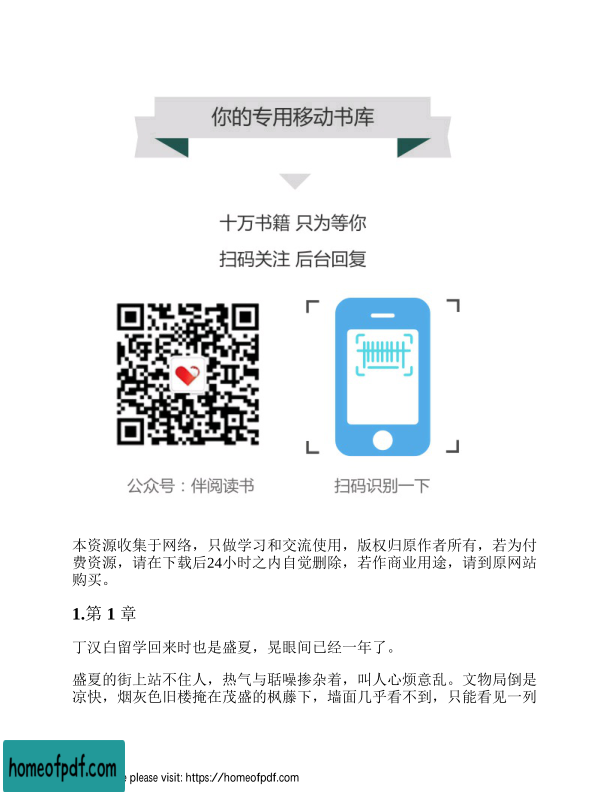 你的专用移动书库
十万书籍 只为等你
扫码关注 后台回复
公众号：伴阅读书
扫码识别一下
本资源收集于网络，只做学习和交流使用，版权归原作者所有，若为付
费资源，请在下载后24小时之内自觉删除，若作商业用途，请到原网站
购买。
1.第 1 章
丁汉白留学回来时也是盛夏，晃眼间已经一年了。
盛夏的街上站不住人，热气与聒噪掺杂着，叫人心烦意乱。文物局倒是
凉快，烟灰色旧楼掩在茂盛的枫藤下，墙面几乎看不到，只能看见一列
homeofpdf.com
e please visit: https://homeofpdf.com